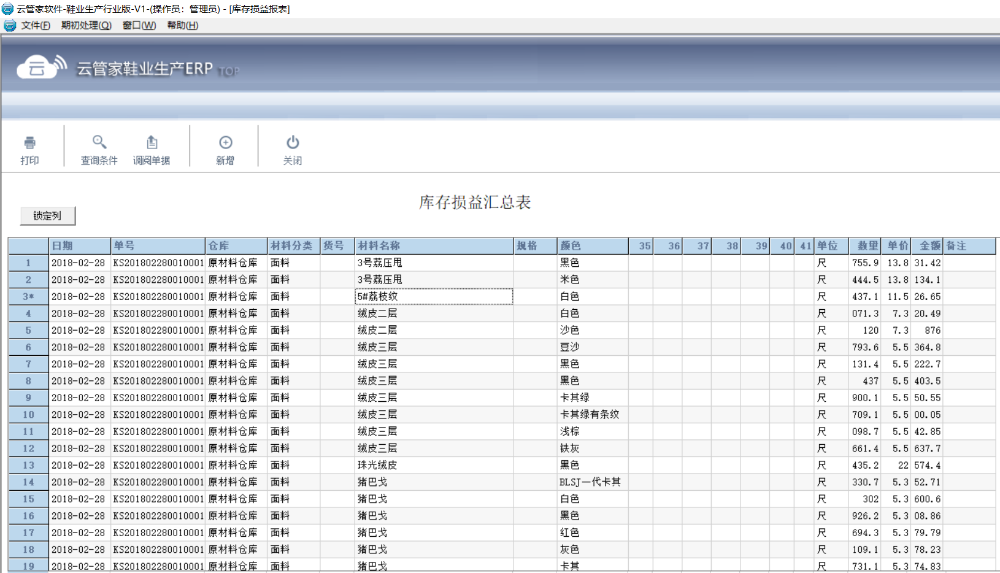 云管家软件-鞋业生产行业版-V1-(操作员：管理员) - [库存损益报表]
文件(F) 期初处理(Q) 窗口(W) 帮助(H)
云管家鞋业生产ERP TOP
打印 查询条件 调阅单据 新增 关闭
库存损益汇总表
锁定列
日期 单号 仓库 材料分类 货号 材料名称 规格 颜色 35 36 37 38 39 40 41 单位 数量 单价 金额 备注
1 2018-02-28 KS201802280010001 原材料仓库 面料 3号荔压甩 黑色 尺 755.9 13.8 31.42
2 2018-02-28 KS201802280010001 原材料仓库 面料 3号荔压甩 米色 尺 444.5 13.8 134.1
3* 2018-02-28 KS201802280010001 原材料仓库 面料 5#荔枝纹 白色 尺 437.1 11.5 26.65
4 2018-02-28 KS201802280010001 原材料仓库 面料 绒皮二层 白色 尺 071.3 7.3 20.49
5 2018-02-28 KS201802280010001 原材料仓库 面料 绒皮二层 沙色 尺 120 7.3 876
6 2018-02-28 KS201802280010001 原材料仓库 面料 绒皮三层 豆沙 尺 793.6 5.5 364.8
7 2018-02-28 KS201802280010001 原材料仓库 面料 绒皮三层 黑色 尺 131.4 5.5 222.7
8 2018-02-28 KS201802280010001 原材料仓库 面料 绒皮三层 黑色 尺 437 5.5 403.5
9 2018-02-28 KS201802280010001 原材料仓库 面料 绒皮三层 卡其绿 尺 900.1 5.5 50.55
10 2018-02-28 KS201802280010001 原材料仓库 面料 绒皮三层 卡其绿有条纹 尺 709.1 5.5 00.05
11 2018-02-28 KS201802280010001 原材料仓库 面料 绒皮三层 浅棕 尺 098.7 5.5 42.85
12 2018-02-28 KS201802280010001 原材料仓库 面料 绒皮三层 铁灰 尺 661.4 5.5 637.7
13 2018-02-28 KS201802280010001 原材料仓库 面料 珠光绒皮 黑色 尺 435.2 22 574.4
14 2018-02-28 KS201802280010001 原材料仓库 面料 猪巴戈 BLSJ一代卡其 尺 330.7 5.3 52.71
15 2018-02-28 KS201802280010001 原材料仓库 面料 猪巴戈 白色 尺 302 5.3 600.6
16 2018-02-28 KS201802280010001 原材料仓库 面料 猪巴戈 黑色 尺 926.2 5.3 08.86
17 2018-02-28 KS201802280010001 原材料仓库 面料 猪巴戈 红色 尺 694.3 5.3 79.79
18 2018-02-28 KS201802280010001 原材料仓库 面料 猪巴戈 灰色 尺 109.1 5.3 78.23
19 2018-02-28 KS201802280010001 原材料仓库 面料 猪巴戈 卡其 尺 731.1 5.3 74.83